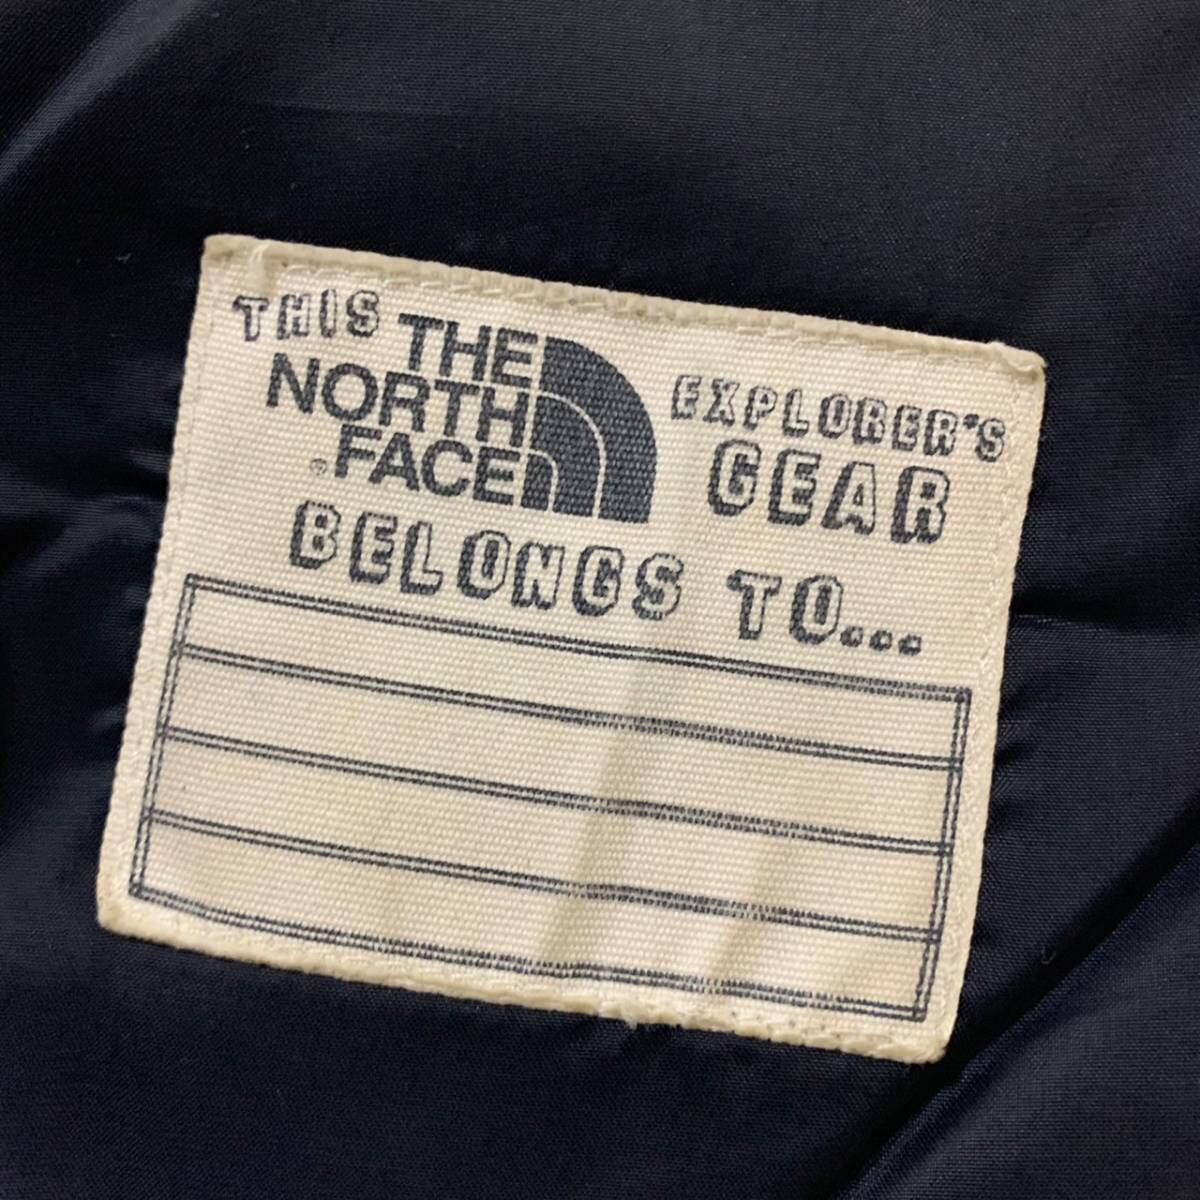 THIS THE NORTH FACE ® EXPLORER'S GEAR
BELONGS TO...